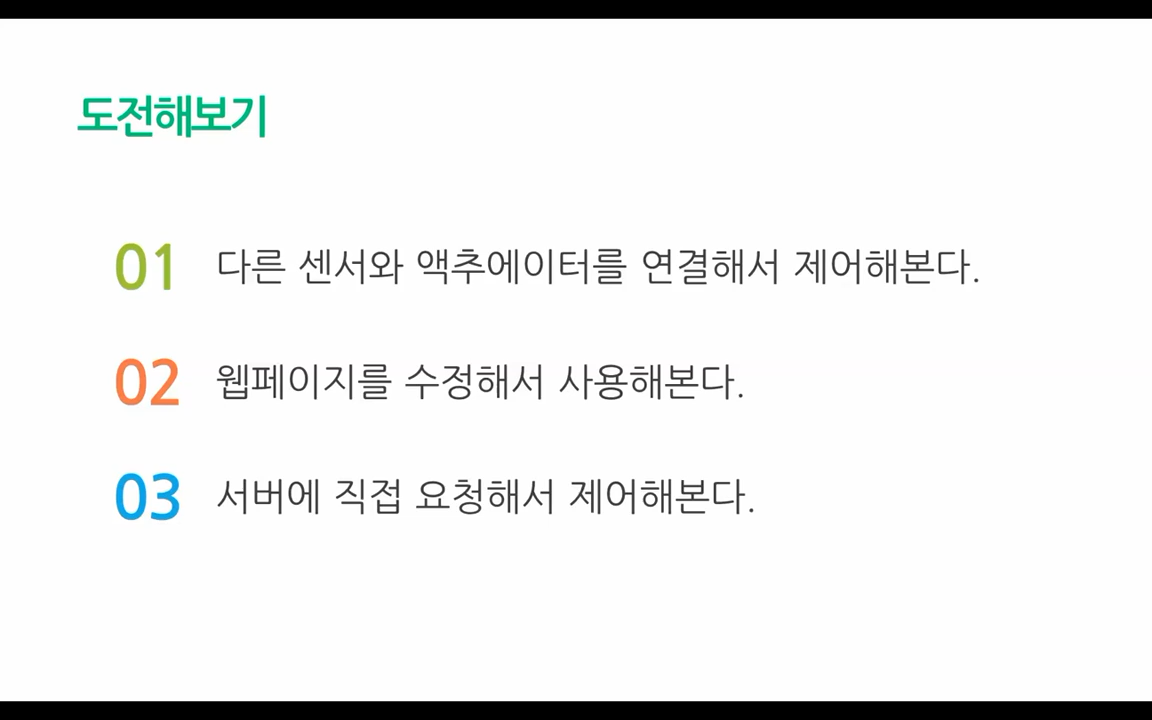 도전해보기
01 다른 센서와 액추에이터를 연결해서 제어해본다.
02 웹페이지를 수정해서 사용해본다.
03 서버에 직접 요청해서 제어해본다.